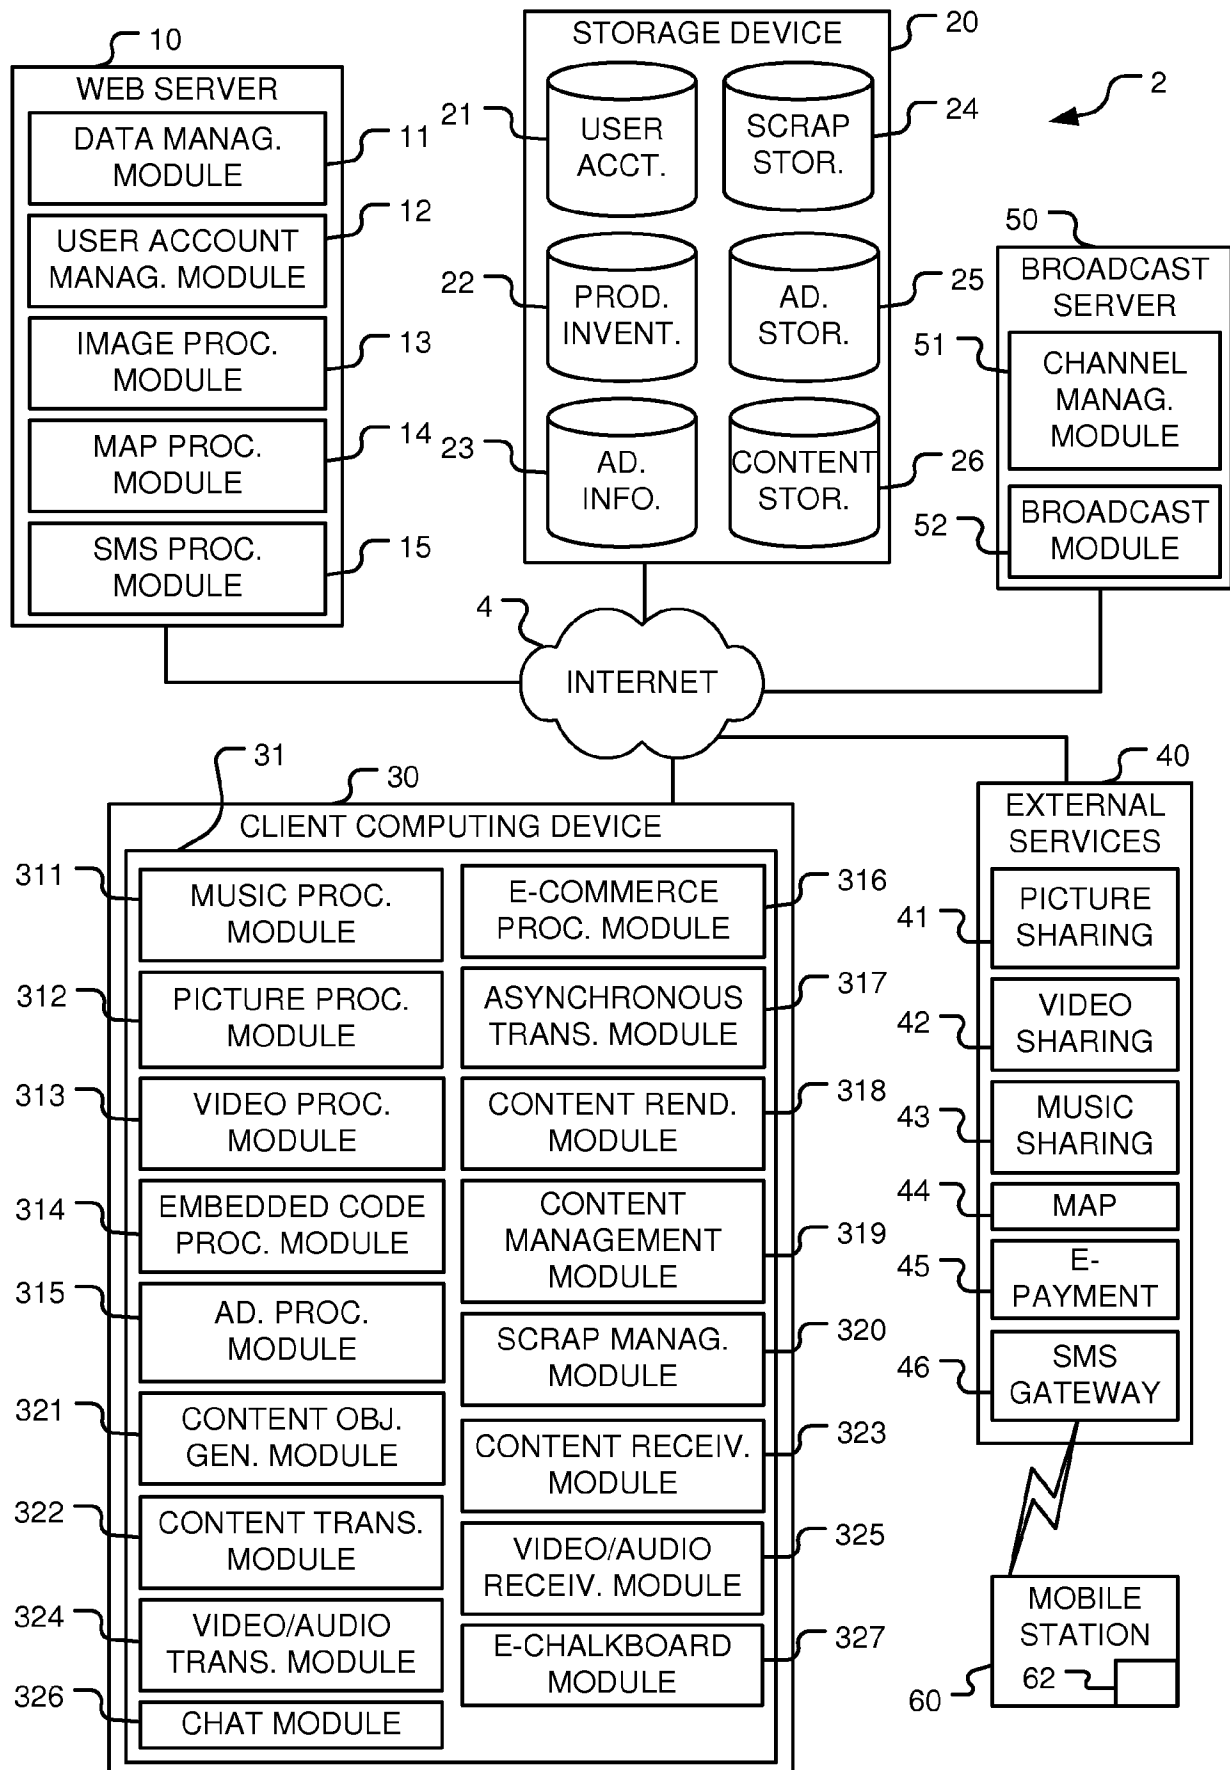 10
WEB SERVER
DATA MANAG.
MODULE
11
USER ACCOUNT
MANAG. MODULE
12
IMAGE PROC.
MODULE
13
MAP PROC.
MODULE
14
SMS PROC.
MODULE
15
STORAGE DEVICE
20
21
USER
ACCT.
SCRAP
STOR.
24
22
PROD.
INVENT.
AD.
STOR.
25
23
AD.
INFO.
CONTENT
STOR.
26
2
50
BROADCAST
SERVER
51
CHANNEL
MANAG.
MODULE
52
BROADCAST
MODULE
4
INTERNET
31
30
CLIENT COMPUTING DEVICE
311
MUSIC PROC.
MODULE
E-COMMERCE
PROC. MODULE
316
312
PICTURE PROC.
MODULE
ASYNCHRONOUS
TRANS. MODULE
317
313
VIDEO PROC.
MODULE
CONTENT REND.
MODULE
318
314
EMBEDDED CODE
PROC. MODULE
CONTENT
MANAGEMENT
MODULE
319
315
AD. PROC.
MODULE
SCRAP MANAG.
MODULE
320
321
CONTENT OBJ.
GEN. MODULE
CONTENT RECEIV.
MODULE
323
322
CONTENT TRANS.
MODULE
VIDEO/AUDIO
RECEIV. MODULE
325
324
VIDEO/AUDIO
TRANS. MODULE
E-CHALKBOARD
MODULE
327
326
CHAT MODULE
40
EXTERNAL
SERVICES
41
PICTURE
SHARING
42
VIDEO
SHARING
43
MUSIC
SHARING
44
MAP
45
E-
PAYMENT
46
SMS
GATEWAY
MOBILE
STATION
60
62